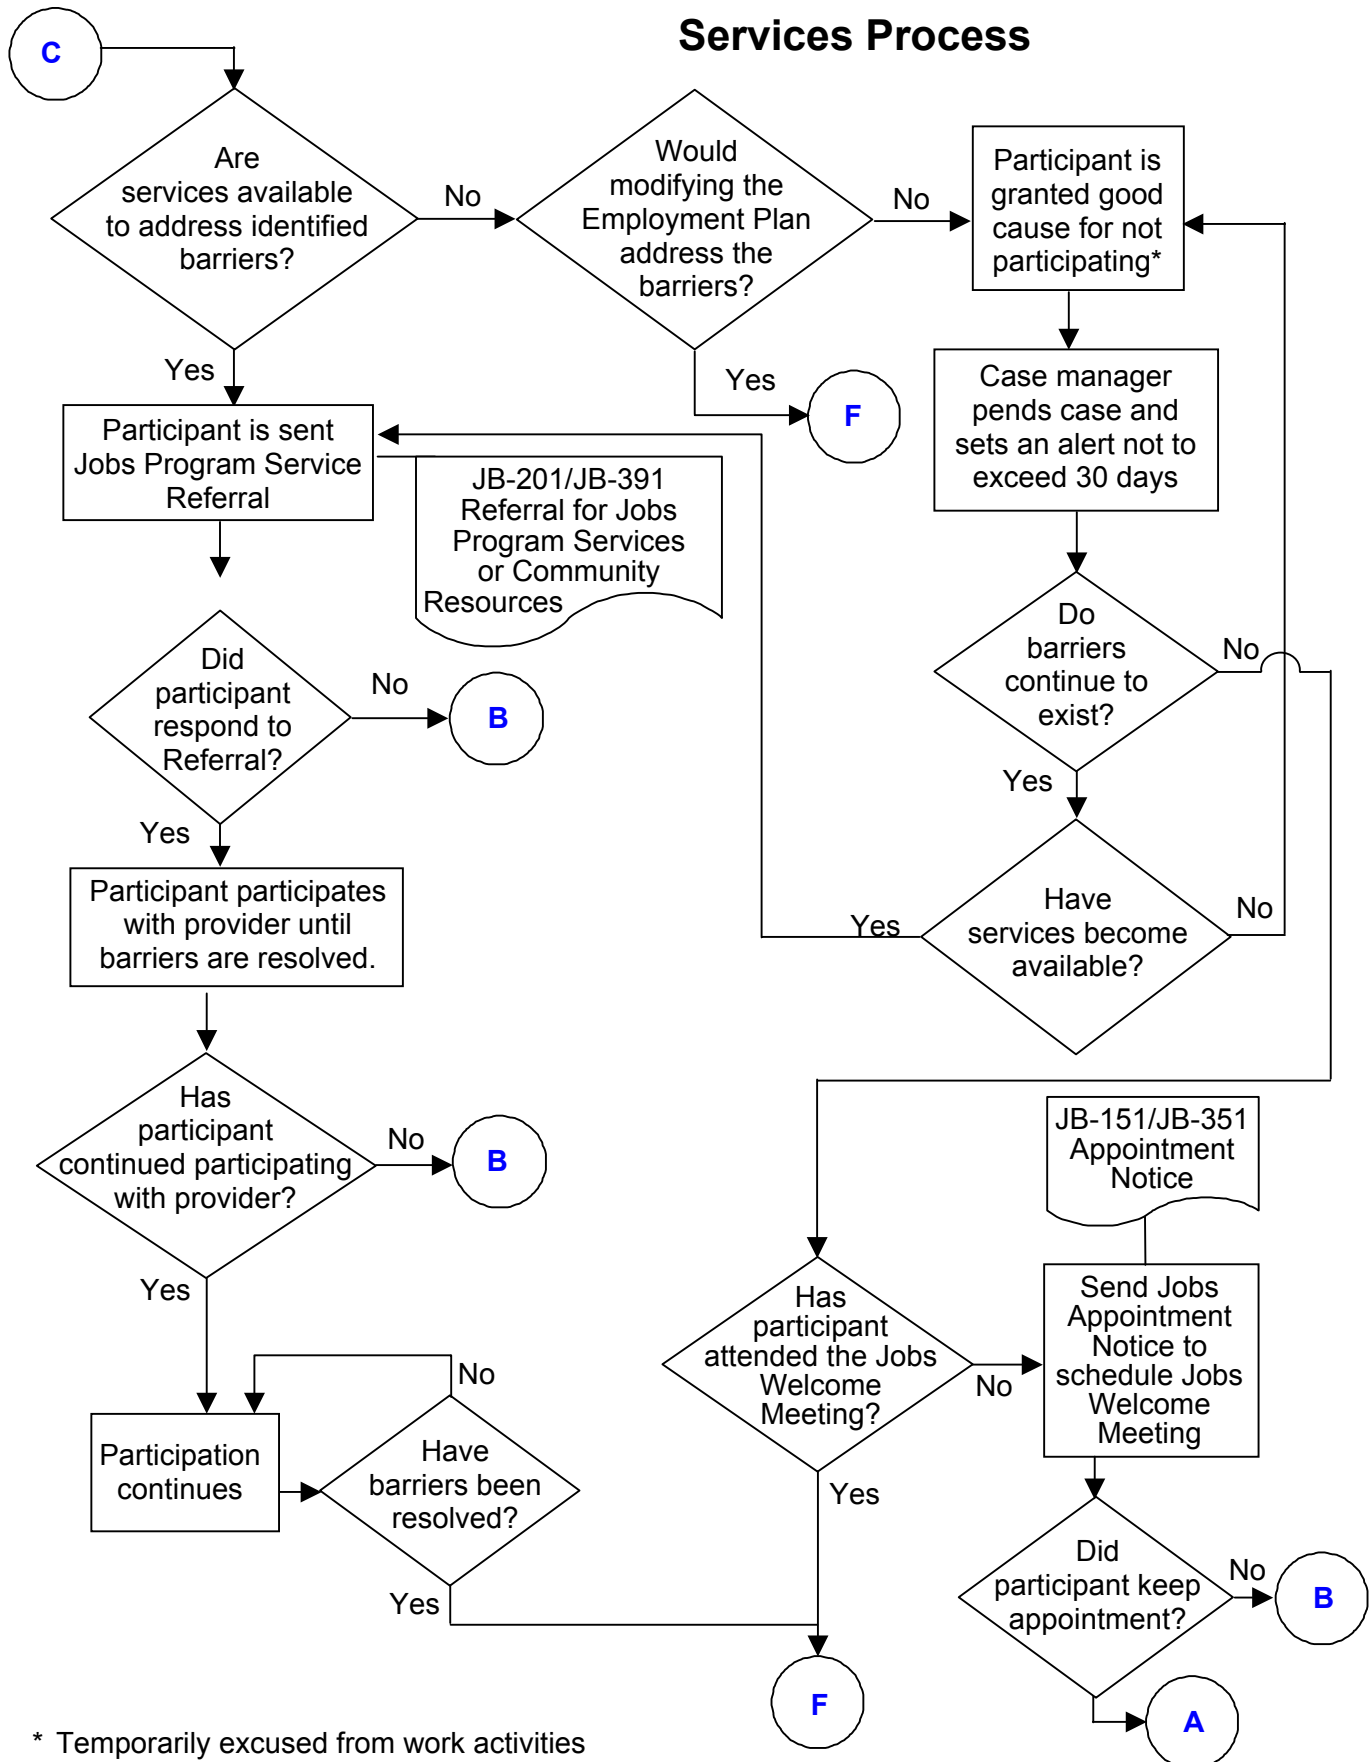 Services Process
C
Are
services available
to address identified
barriers?
No
Would
modifying the
Employment Plan
address the
barriers?
No
Participant is
granted good
cause for not
participating*
Yes
Yes
F
Case manager
pends case and
sets an alert not to
exceed 30 days
Participant is sent
Jobs Program Service
Referral
JB-201/JB-391
Referral for Jobs
Program Services
or Community
Resources
Do
barriers
continue to
exist?
No
Yes
Did
participant
respond to
Referral?
No
B
Yes
Have
services become
available?
Yes
No
Participant participates
with provider until
barriers are resolved.
Has
participant
continued participating
with provider?
No
B
Yes
JB-151/JB-351
Appointment
Notice
Has
participant
attended the Jobs
Welcome
Meeting?
No
Yes
Send Jobs
Appointment
Notice to
schedule Jobs
Welcome
Meeting
Participation
continues
No
Have
barriers been
resolved?
Yes
Did
participant keep
appointment?
No
B
F
A
* Temporarily excused from work activities